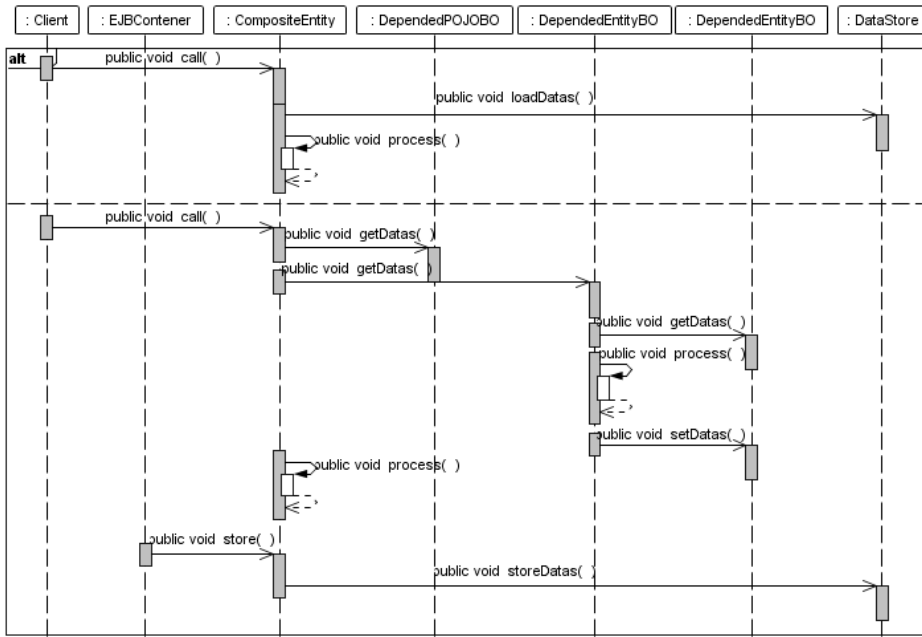 : Client
: EJBContener
: CompositeEntity
: DependedPOJOBO
: DependedEntityBO
: DependedEntityBO
: DataStore
alt
public void call( )
public void loadDatas( )
public void process( )
public void call( )
public void getDatas( )
public void getDatas( )
public void getDatas( )
public void process( )
public void setDatas( )
public void process( )
public void store( )
public void storeDatas( )